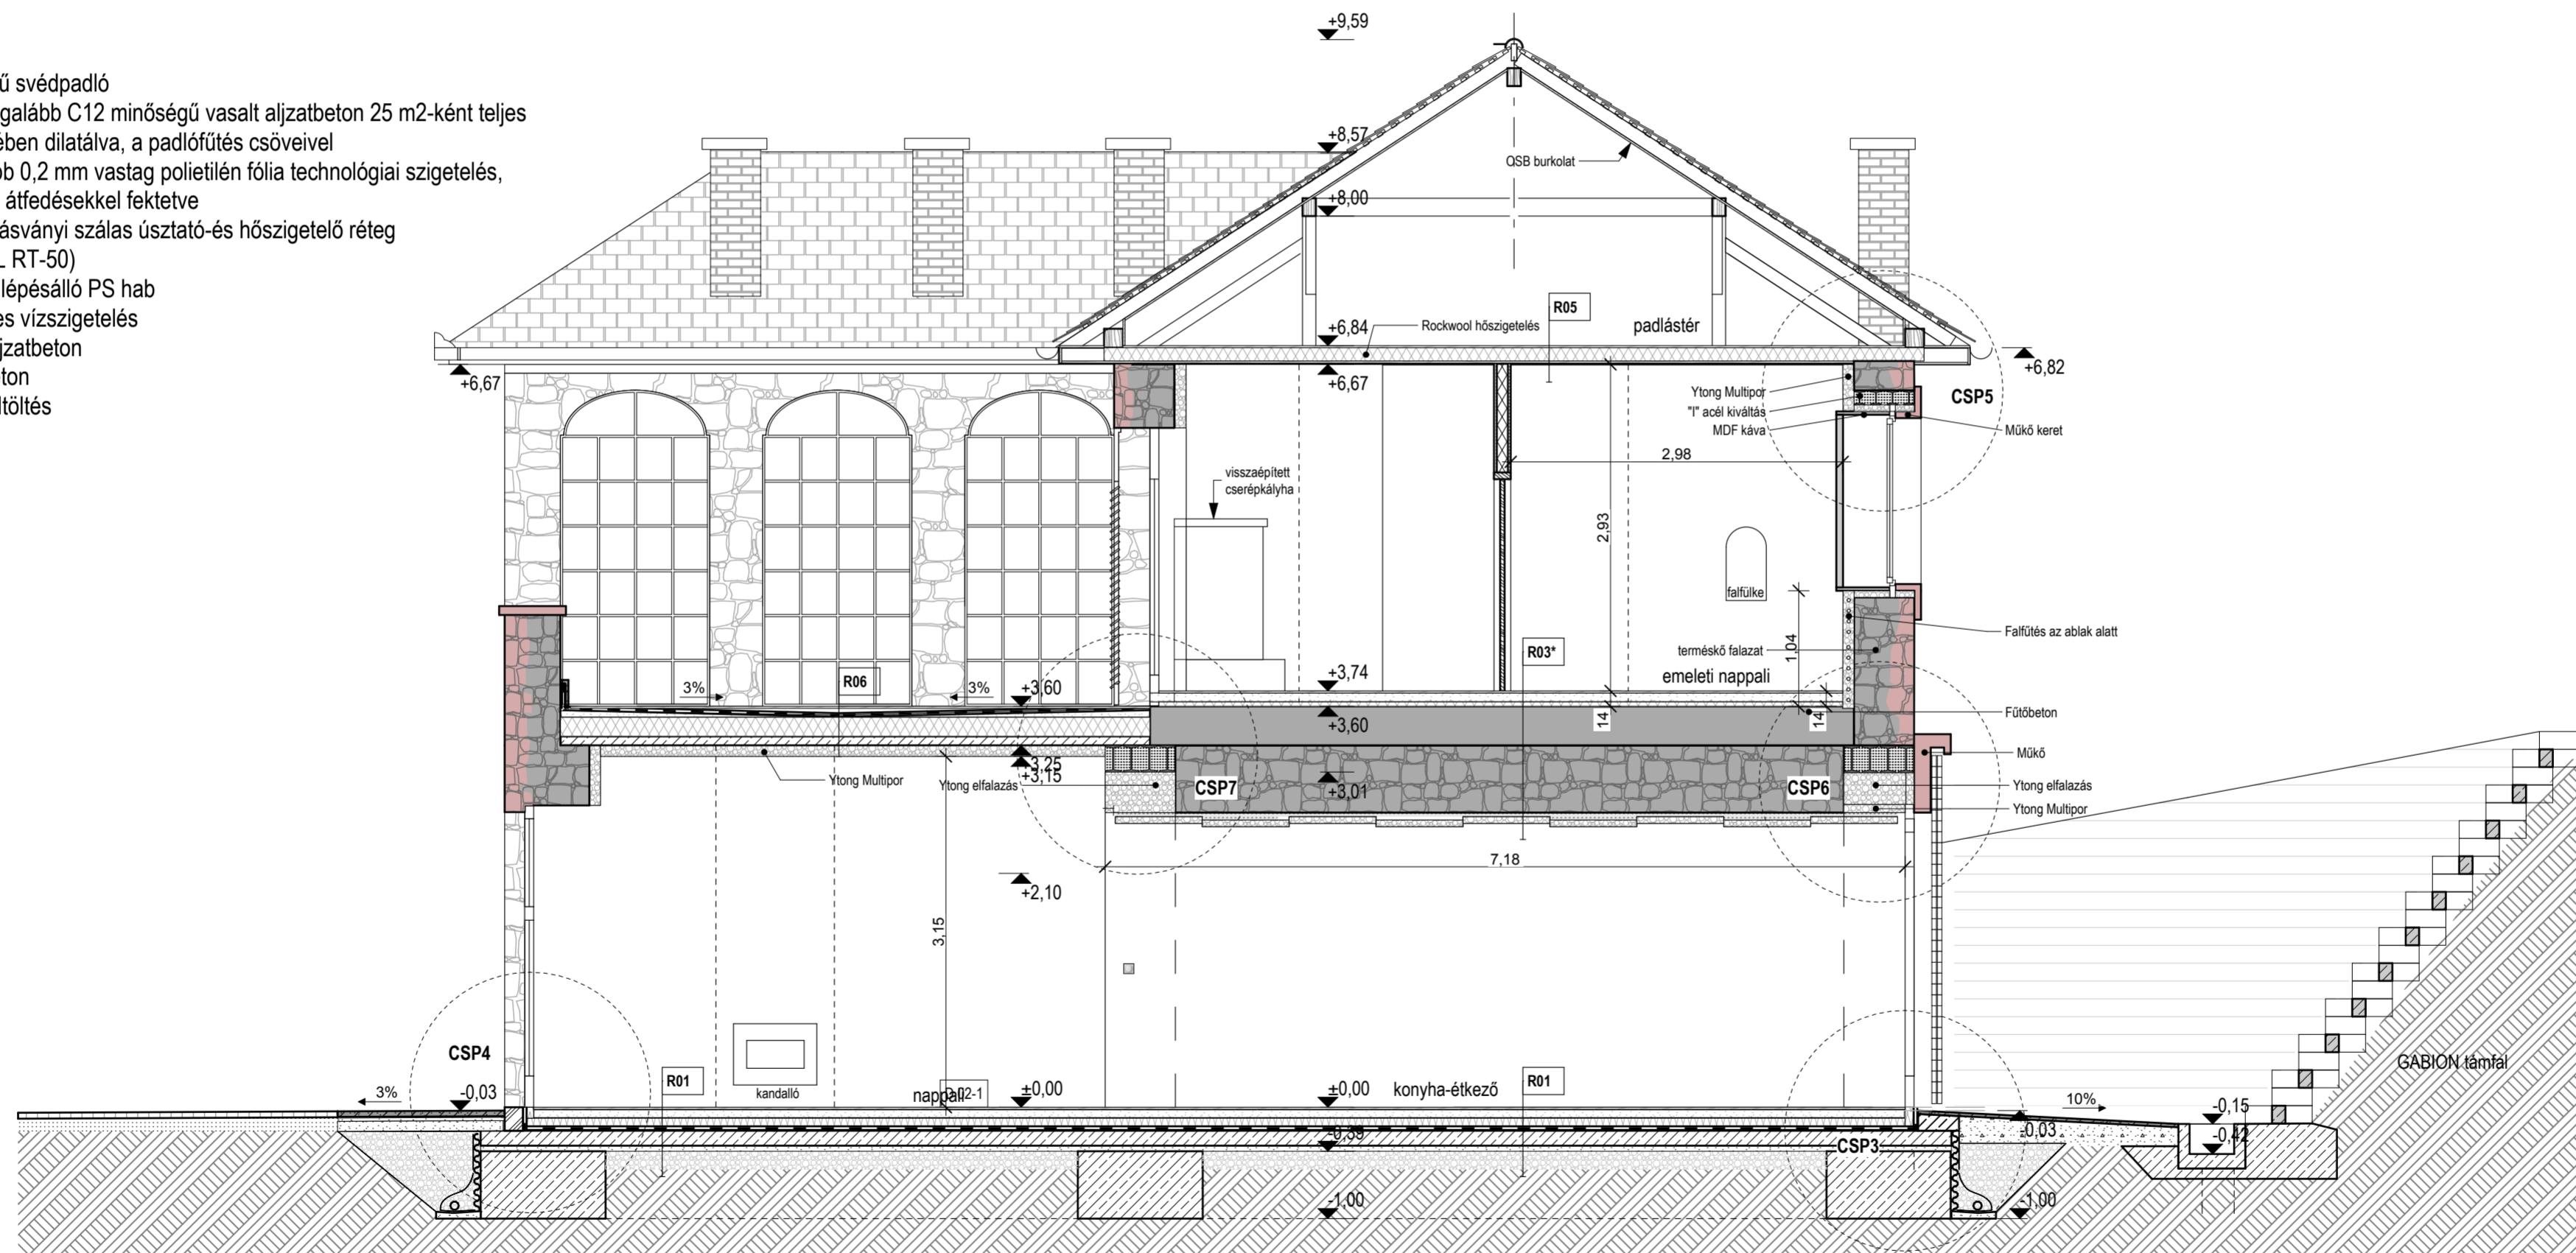 ű svédpadló
galább C12 minőségű vasalt aljzatbeton 25 m2-ként teljes
ében dilatálva, a padlófűtés csöveivel
bb 0,2 mm vastag polietilén fólia technológiai szigetelés,
átfedésekkel fektetve
ásványi szálas úsztató-és hőszigetelő réteg
L RT-50)
lépésálló PS hab
es vízszigetelés
jzatbeton
ton
ltöltés
+9,59
+8,57
OSB burkolat
+8,00
R05
+6,84
Rockwool hőszigetelés
padlástér
+6,67
+6,67
+6,82
Ytong Multipor
"I" acél kiváltás
MDF káva
CSP5
Műkő keret
2,98
visszaépített
cserépkályha
2,93
falfülke
Falfűtés az ablak alatt
terméskő falazat
1,04
R03*
R06
3%
3%
+3,60
+3,74
emeleti nappali
+3,60
14
14
Fűtőbeton
Műkő
+3,25
+3,15
Ytong Multipor
Ytong elfalazás
CSP7
+3,01
CSP6
Ytong elfalazás
Ytong Multipor
7,18
+2,10
3,15
CSP4
R01
kandalló
nappali
±0,00
±0,00
konyha-étkező
R01
GABION támfal
3%
-0,03
10%
-0,15
-0,03
-0,42
-0,39
CSP3
-1,00
-1,00